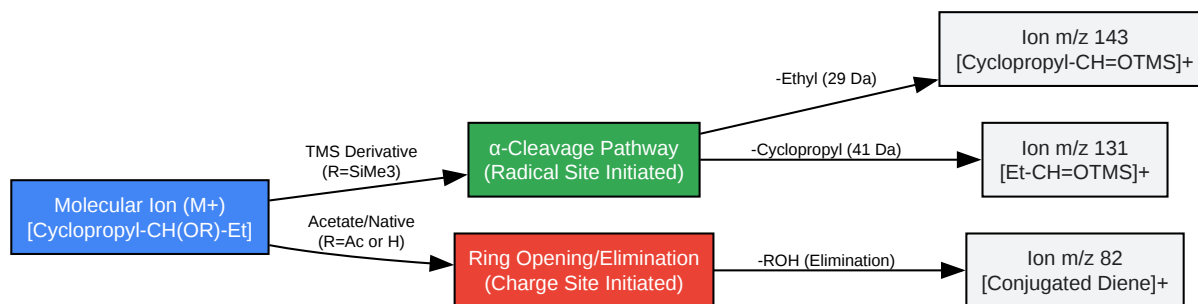 Molecular Ion (M+)
[Cyclopropyl-CH(OR)-Et]
TMS Derivative
(R=SiMe3)
Acetate/Native
(R=Ac or H)
α-Cleavage Pathway
(Radical Site Initiated)
Ring Opening/Elimination
(Charge Site Initiated)
-Ethyl (29 Da)
-Cyclopropyl (41 Da)
-ROH (Elimination)
Ion m/z 143
[Cyclopropyl-CH=OTMS]+
Ion m/z 131
[Et-CH=OTMS]+
Ion m/z 82
[Conjugated Diene]+